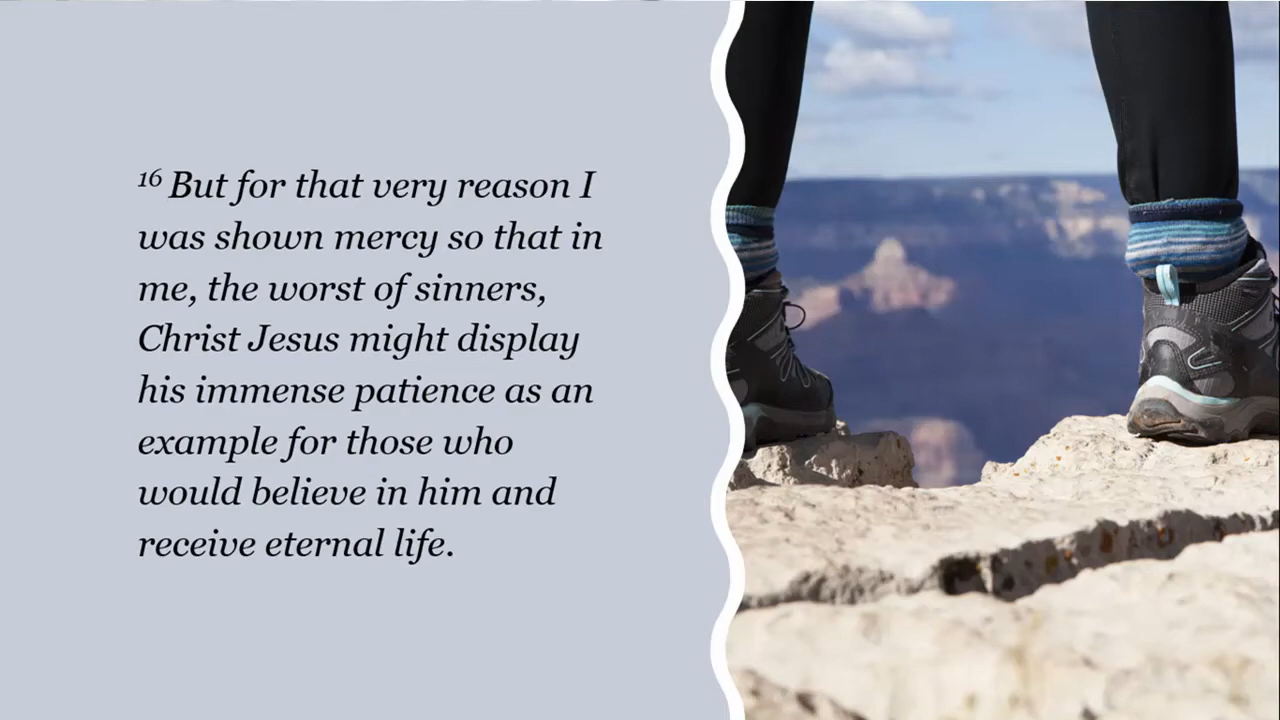 ¹⁶ But for that very reason I
was shown mercy so that in
me, the worst of sinners,
Christ Jesus might display
his immense patience as an
example for those who
would believe in him and
receive eternal life.